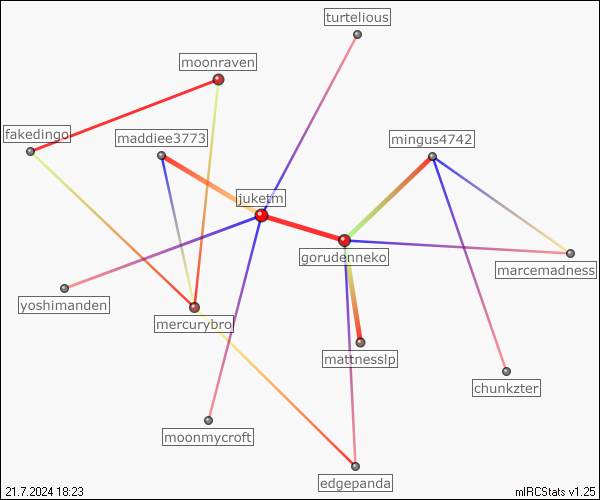 turtelious
moonraven
fakedingo
maddiee3773
mingus4742
juketm
gorudenneko
marcemadness
yoshimanden
mercurybro
mattnesslp
chunkzter
moonmycroft
edgepanda
21.7.2024 18:23
mIRCStats v1.25